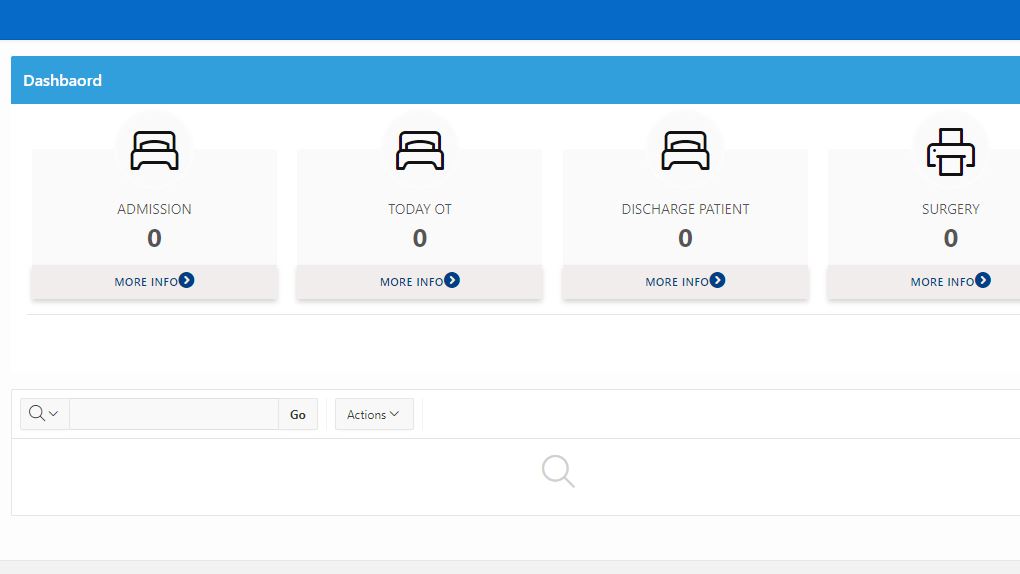 Dashbaord
ADMISSION
0
MORE INFO
TODAY OT
0
MORE INFO
DISCHARGE PATIENT
0
MORE INFO
SURGERY
0
MORE INFO
Go
Actions